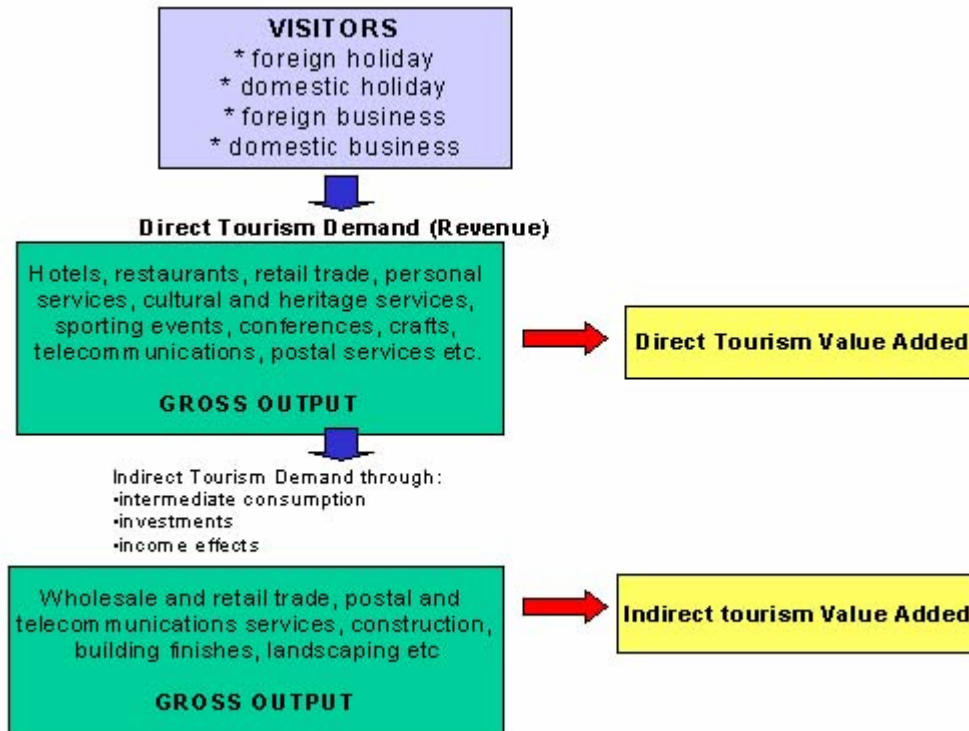 VISITORS
* foreign holiday
* domestic holiday
* foreign business
* domestic business
Direct Tourism Demand (Revenue)
Hotels, restaurants, retail trade, personal
services, cultural and heritage services,
sporting events, conferences, crafts,
telecommunications, postal services etc.
GROSS OUTPUT
Direct Tourism Value Added
Indirect Tourism Demand through:
•intermediate consumption
•investments
•income effects
Wholesale and retail trade, postal and
telecommunications services, construction,
building finishes, landscaping etc
GROSS OUTPUT
Indirect tourism Value Added